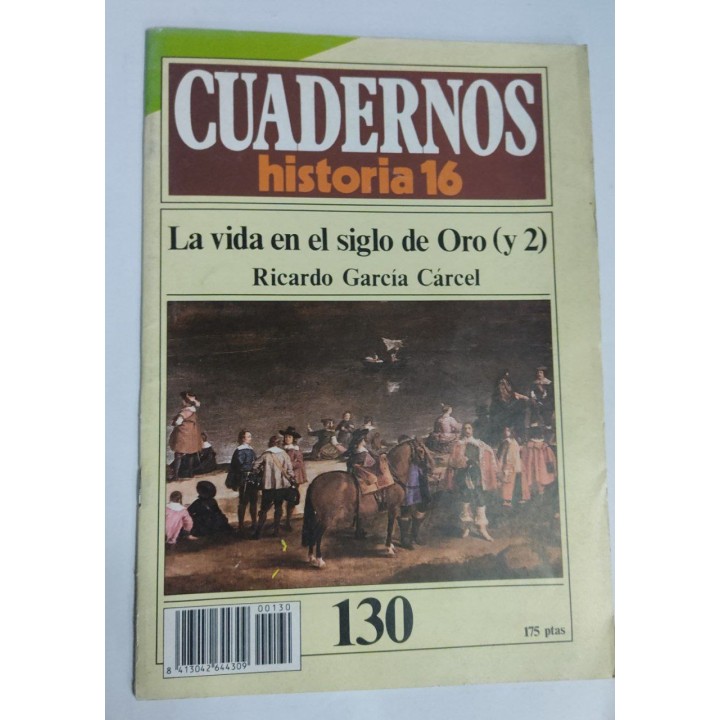 CUADERNOS
historia 16
La vida en el siglo de Oro (y 2)
Ricardo García Cárcel
00130
130
175 ptas
8 413042 644309